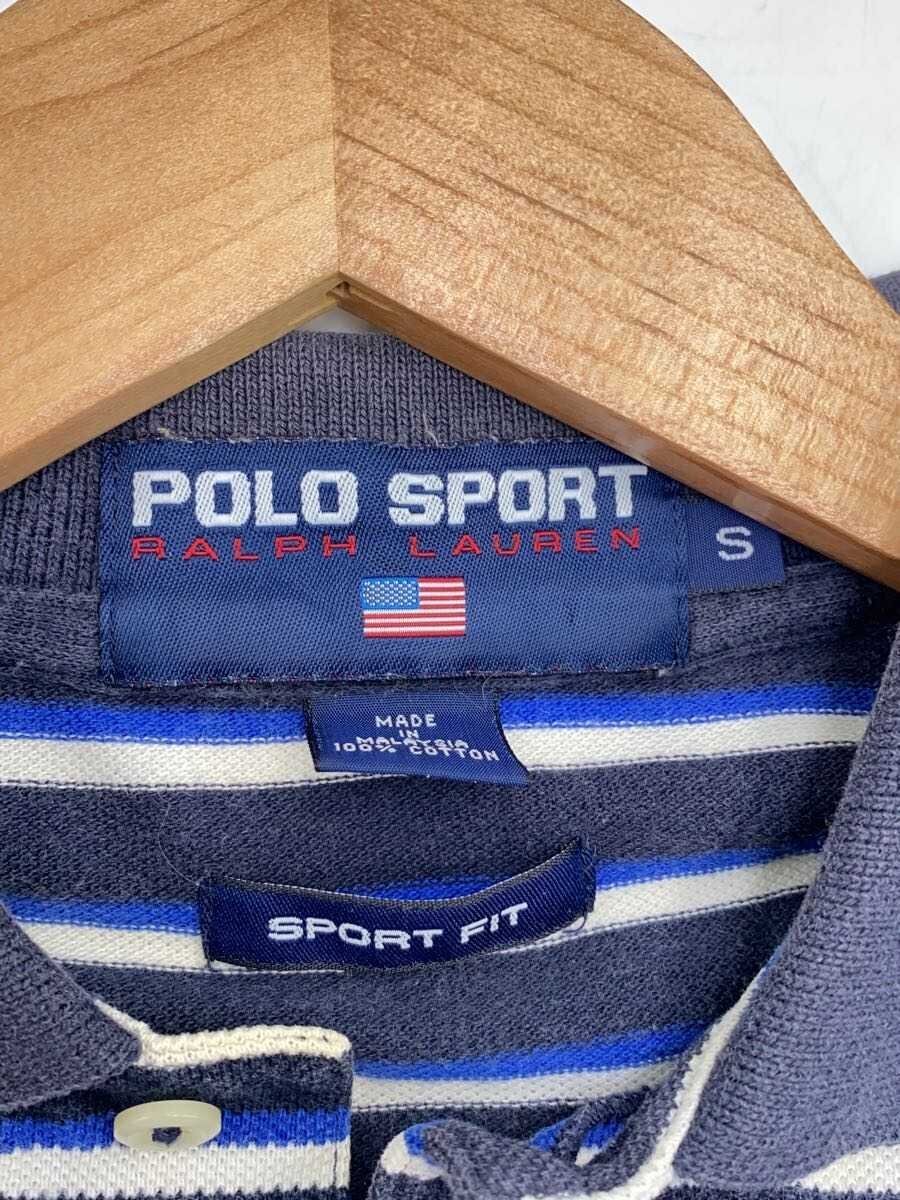 POLO SPORT
RALPH LAUREN
S
MADE
IN
MALAYSIA
100% COTTON
SPORT FIT